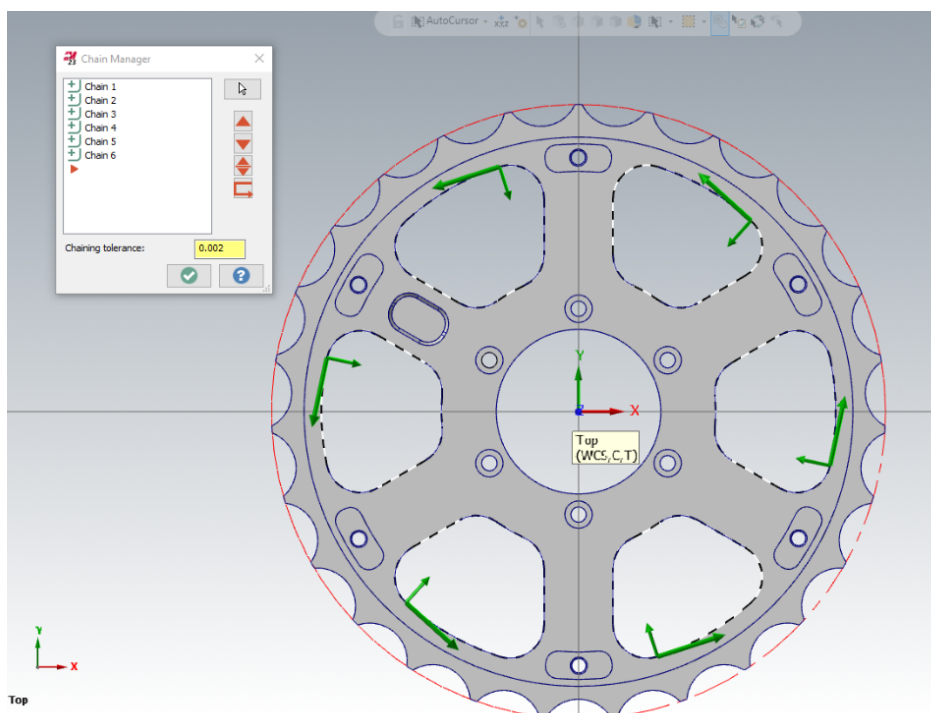 AutoCursor
Chain Manager
Chain 1
Chain 2
Chain 3
Chain 4
Chain 5
Chain 6
Chaining tolerance:
0.002
?
Y
X
Top
(WCS,C,T)
Y
X
Top